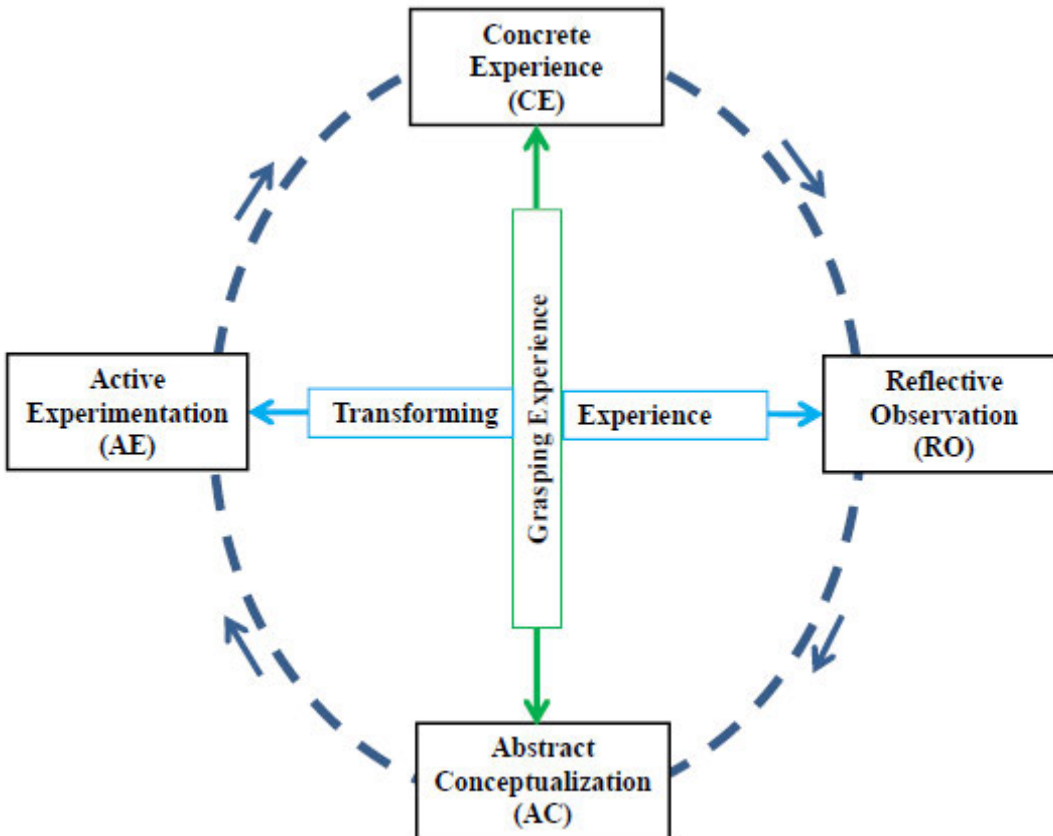 Concrete
Experience
(CE)
Grasping Experience
Active
Experimentation
(AE)
Transforming
Experience
Reflective
Observation
(RO)
Abstract
Conceptualization
(AC)